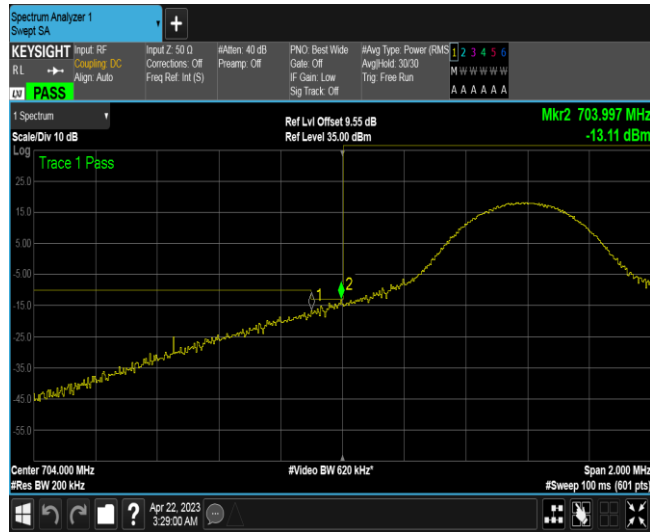 Spectrum Analyzer 1
Swept SA
+
KEYSIGHT Input: RF Input Z: 50 Ω #Atten: 40 dB PNO: Best Wide #Avg Type: Power (RMS 1 2 3 4 5 6
RL Coupling: DC Corrections: Off Preamp: Off Gate: Off Avg|Hold: 30/30 M W W W W W
Align: Auto Freq Ref: Int (S) IF Gain: Low Trig: Free Run
LXI PASS Sig Track: Off A A A A A A
1 Spectrum Ref Lvl Offset 9.55 dB Mkr2 703.997 MHz
Scale/Div 10 dB Ref Level 35.00 dBm -13.11 dBm
Log
Trace 1 Pass
25.0
15.0
5.00
-5.00
1 2
-15.0
-25.0
-35.0
-45.0
-55.0
Center 704.000 MHz #Video BW 620 kHz* Span 2.000 MHz
#Res BW 200 kHz #Sweep 100 ms (601 pts)
? Apr 22, 2023
3:29:00 AM